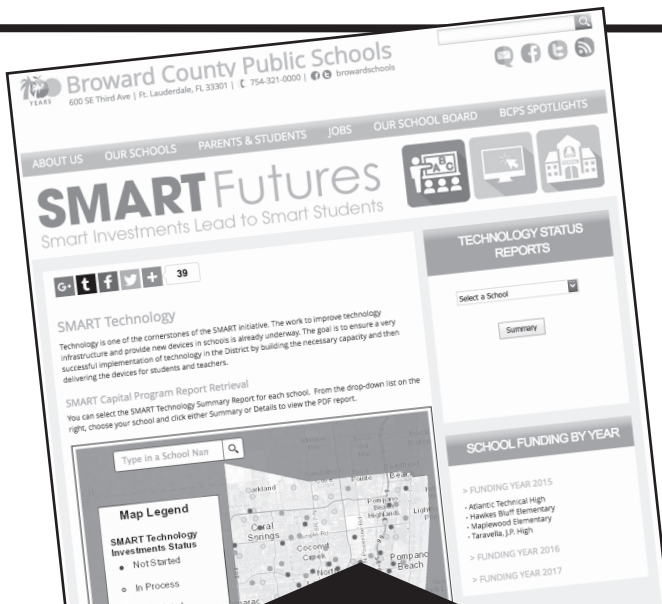 YEARS
Broward County Public Schools
600 SE Third Ave | Ft. Lauderdale, FL 33301 | 754-321-0000 | browardschools
ABOUT US OUR SCHOOLS PARENTS & STUDENTS JOBS OUR SCHOOL BOARD BCPS SPOTLIGHTS
SMART Futures
Smart Investments Lead to Smart Students
A B C
G+ t f + 39
SMART Technology
Technology is one of the cornerstones of the SMART initiative. The work to improve technology
infrastructure and provide new devices in schools is already underway. The goal is to ensure a very
successful implementation of technology in the District by building the necessary capacity and then
delivering the devices for students and teachers.
SMART Capital Program Report Retrieval
You can select the SMART Technology Summary Report for each school. From the drop-down list on the
right, choose your school and click either Summary or Details to view the PDF report.
Type in a School Nan
Map Legend
SMART Technology
Investments Status
Not Started
In Process
Parkland
Coral
Springs
Coconut
Creek
Pompano
Beach
Highlands
Pompano
Beach
Beach
Light
North
TECHNOLOGY STATUS
REPORTS
Select a School
Summary
SCHOOL FUNDING BY YEAR
> FUNDING YEAR 2015
- Atlantic Technical High
- Hawkes Bluff Elementary
- Maplewood Elementary
- Taravella, J.P. High
> FUNDING YEAR 2016
> FUNDING YEAR 2017